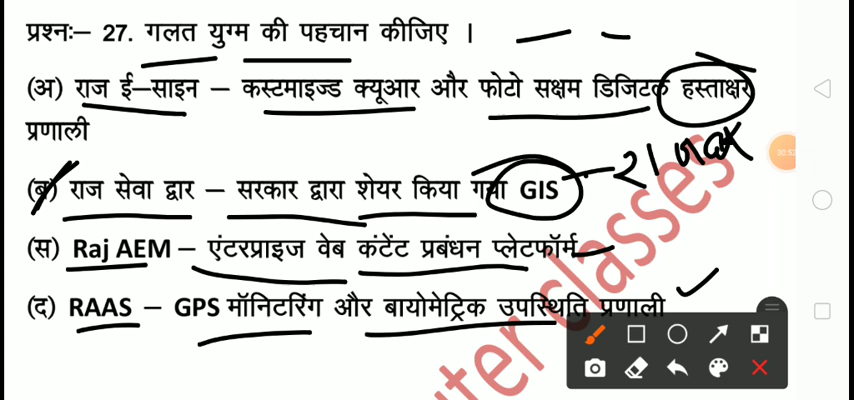 प्रश्नः– 27. गलत युग्म की पहचान कीजिए ।
(अ) राज ई–साइन – कस्टमाइज्ड क्यूआर और फोटो सक्षम डिजिटल हस्ताक्षर
प्रणाली
(ब) राज सेवा द्वार – सरकार द्वारा शेयर किया गया GIS
(स) Raj AEM – एंटरप्राइज वेब कंटेंट प्रबंधन प्लेटफॉर्म
(द) RAAS – GPS मॉनिटरिंग और बायोमेट्रिक उपस्थिति प्रणाली
classes